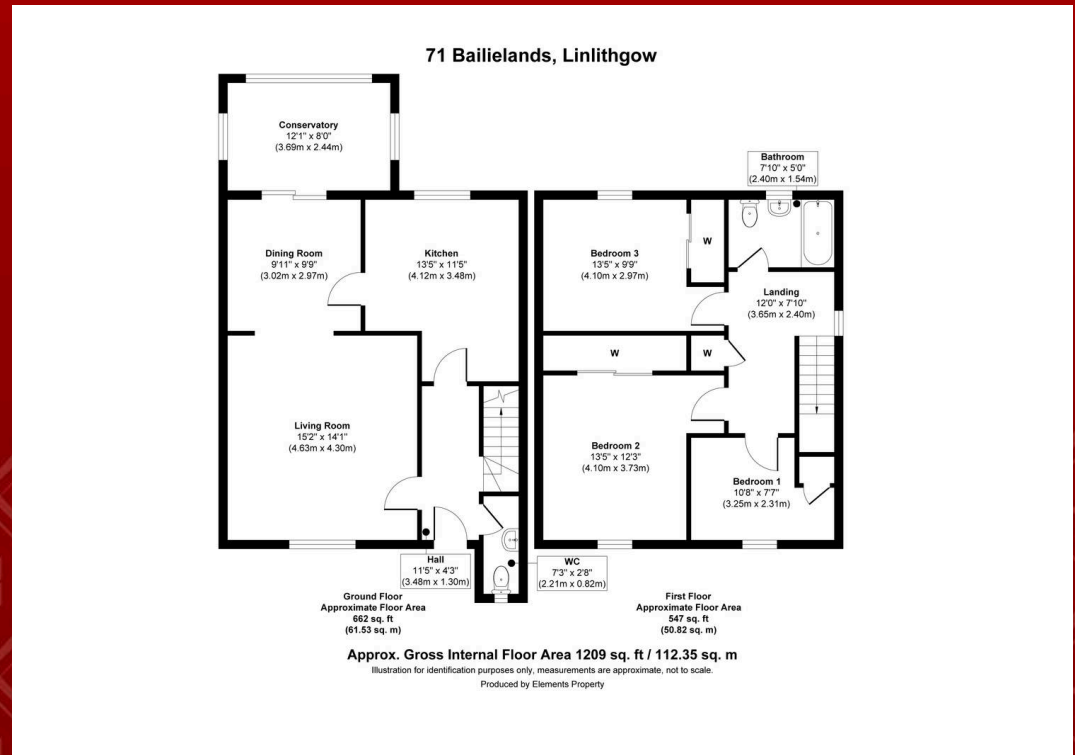 71 Bailielands, Linlithgow
Conservatory
12'1" x 8'0"
(3.69m x 2.44m)
Dining Room
9'11" x 9'9"
(3.02m x 2.97m)
Kitchen
13'5" x 11'5"
(4.12m x 3.48m)
Living Room
15'2" x 14'1"
(4.63m x 4.30m)
Hall
11'5" x 4'3"
(3.48m x 1.30m)
WC
7'3" x 2'8"
(2.21m x 0.82m)
Ground Floor
Approximate Floor Area
662 sq. ft
(61.53 sq. m)
Bathroom
7'10" x 5'0"
(2.40m x 1.54m)
Bedroom 3
13'5" x 9'9"
(4.10m x 2.97m)
W
Landing
12'0" x 7'10"
(3.65m x 2.40m)
W
W
Bedroom 2
13'5" x 12'3"
(4.10m x 3.73m)
Bedroom 1
10'8" x 7'7"
(3.25m x 2.31m)
First Floor
Approximate Floor Area
547 sq. ft
(50.82 sq. m)
Approx. Gross Internal Floor Area 1209 sq. ft / 112.35 sq. m
Illustration for identification purposes only, measurements are approximate, not to scale.
Produced by Elements Property